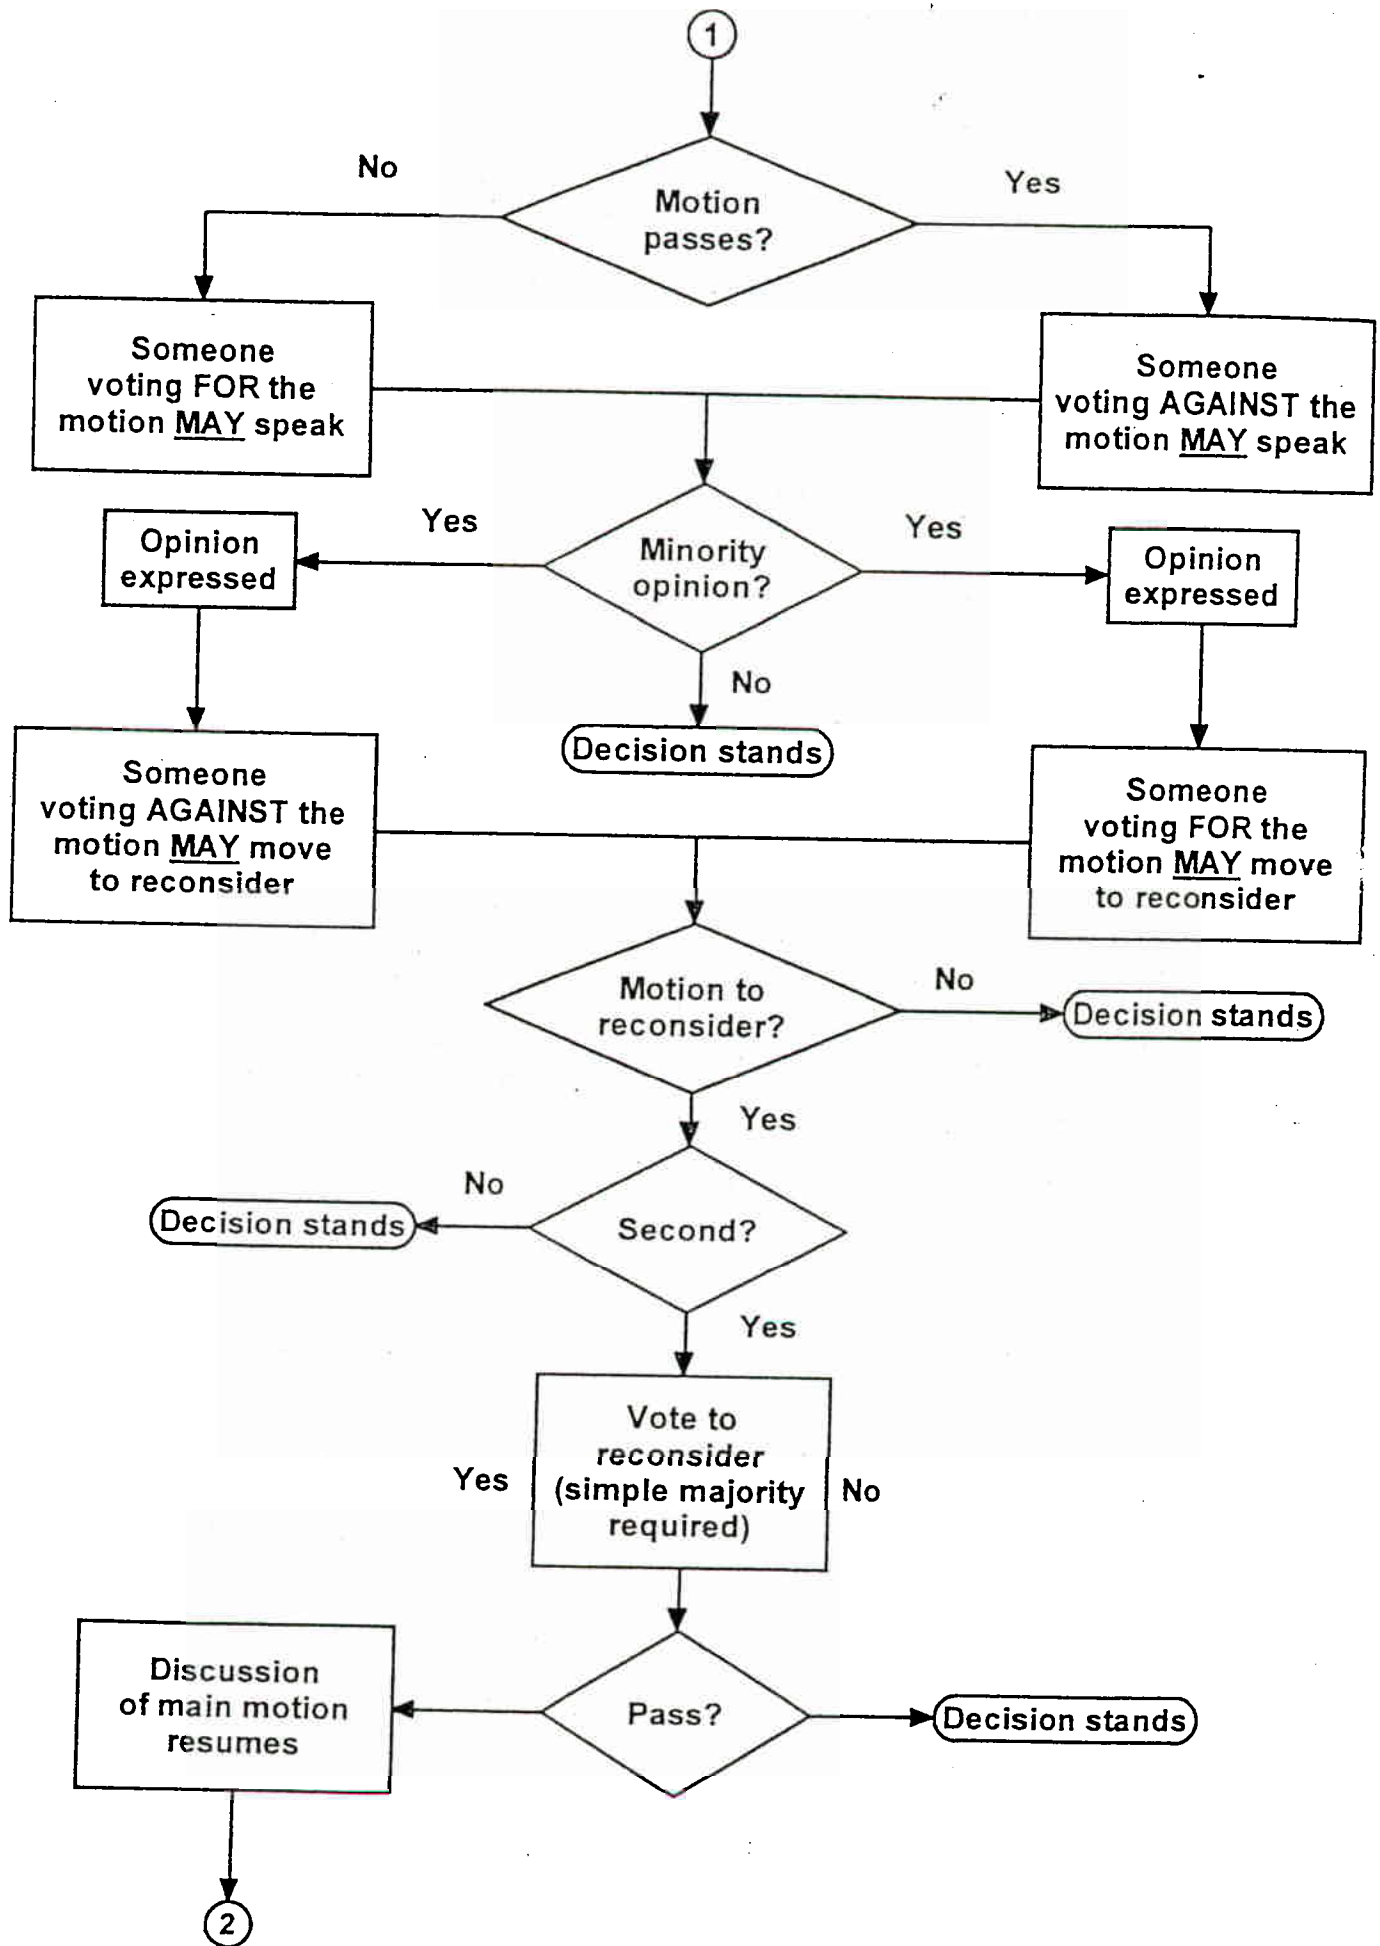 1
No
Yes
Motion
passes?
Someone
voting FOR the
motion MAY speak
Someone
voting AGAINST the
motion MAY speak
Opinion
expressed
Yes
Minority
opinion?
Yes
Opinion
expressed
No
Decision stands
Someone
voting AGAINST the
motion MAY move
to reconsider
Someone
voting FOR the
motion MAY move
to reconsider
Motion to
reconsider?
No
Decision stands
Yes
No
Decision stands
Second?
Yes
Vote to
reconsider
(simple majority
required)
Yes
No
Discussion
of main motion
resumes
Pass?
Decision stands
2